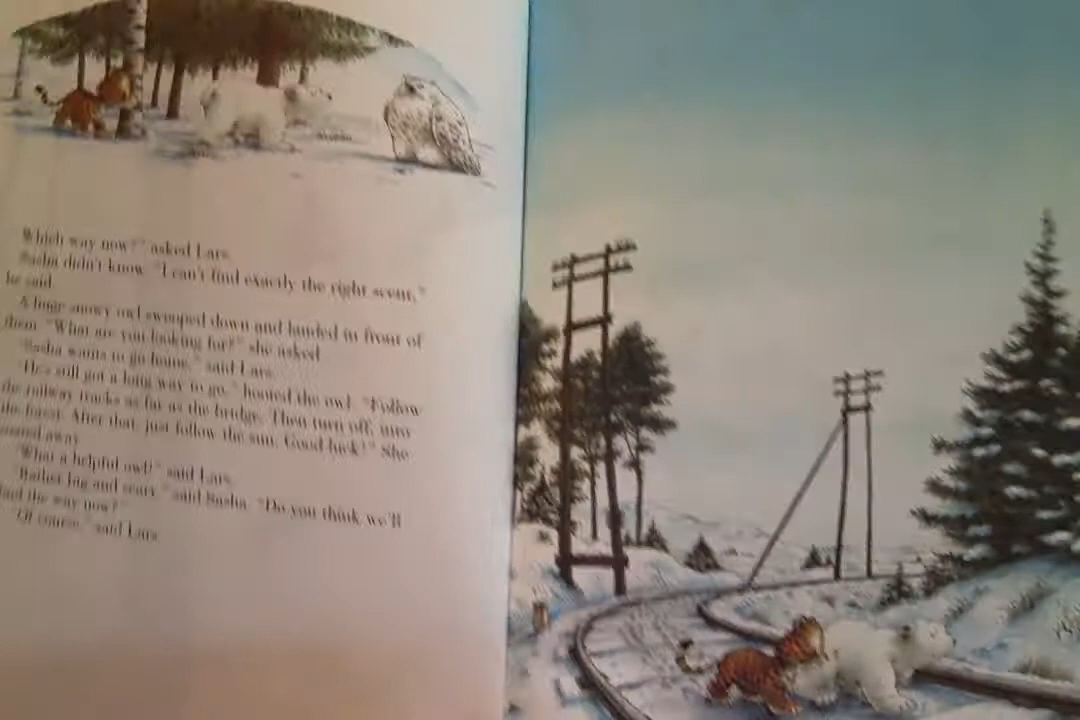 Which way now?" asked Lars.
Sasha didn't know. "I can't find exactly the right scent,"
he said.
A huge snowy owl swooped down and landed in front of
them. "What are you looking for?" she asked.
"Sasha wants to go home," said Lars.
"He's still got a long way to go," hooted the owl. "Follow
the railway tracks as far as the bridge. Then turn off, into
the forest. After that, just follow the sun. Good luck!" She
soared away.
"What a helpful owl!" said Lars.
"Rather big and scary," said Sasha. "Do you think we'll
find the way now?"
"Of course," said Lars.